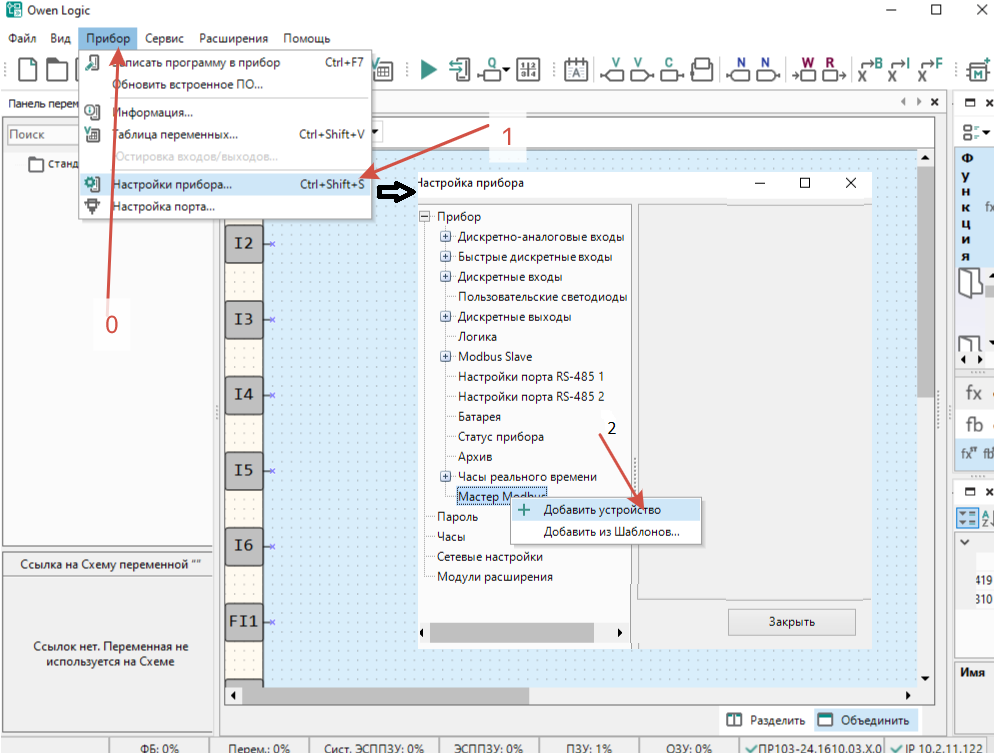 Owen Logic
Файл Вид Прибор Сервис Расширения Помощь
Записать программу в прибор Ctrl+F7
Обновить встроенное ПО...
Информация...
Таблица переменных... Ctrl+Shift+V
Юстировка входов/выходов...
Настройки прибора... Ctrl+Shift+S
Настройка порта...
0
1
2
V V C N N W R B I F M
Панель перем
Поиск
Станд
I2
I3
I4
I5
I6
FI1
Настройка прибора
Прибор
Дискретно-аналоговые входы
Быстрые дискретные входы
Дискретные входы
Пользовательские светодиоды
Дискретные выходы
Логика
Modbus Slave
Настройки порта RS-485 1
Настройки порта RS-485 2
Батарея
Статус прибора
Архив
Часы реального времени
Мастер Modbus
Пароль
Часы
Сетевые настройки
Модули расширения
Добавить устройство
Добавить из Шаблонов...
Закрыть
Функция
fx
fx
fb
Ссылка на Схему переменной ""
Ссылок нет. Переменная не
используется на Схеме
419
310
Имя
Разделить Объединить
ФБ: 0% Перем.: 0% Сист. ЭСППЗУ: 0% ЭСППЗУ: 0% ПЗУ: 1% ОЗУ: 0% ПР103-24.1610.03.X.0 IP 10.2.11.122